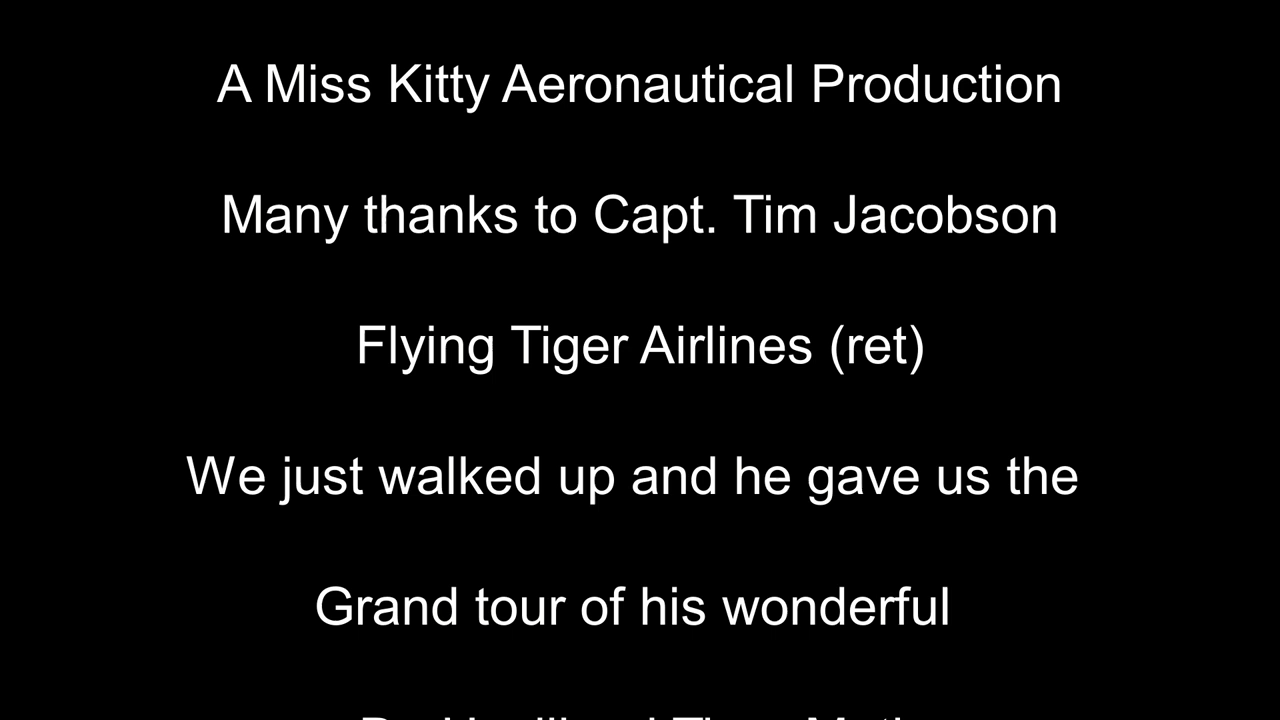 A Miss Kitty Aeronautical Production
Many thanks to Capt. Tim Jacobson
Flying Tiger Airlines (ret)
We just walked up and he gave us the
Grand tour of his wonderful